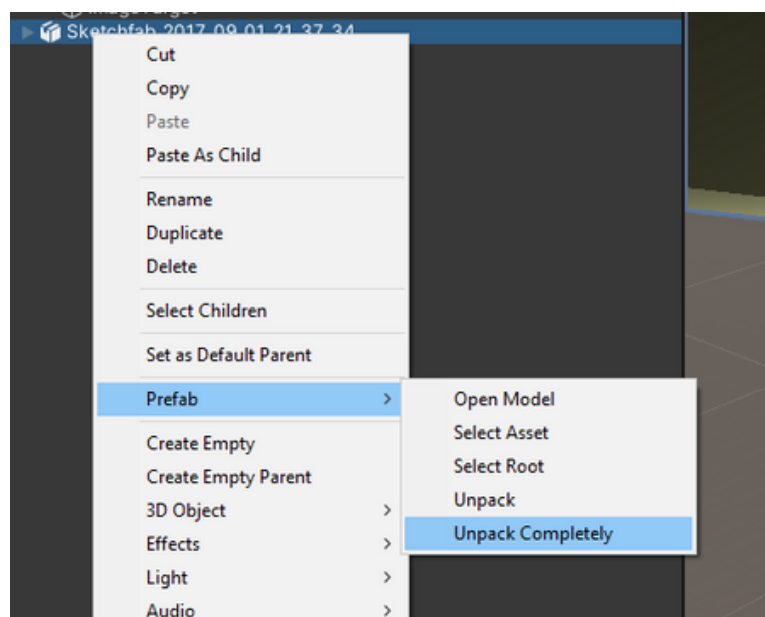 ImageTarget
Sketchfab_2017_09_01_21_37_34
Cut
Copy
Paste
Paste As Child
Rename
Duplicate
Delete
Select Children
Set as Default Parent
Prefab
Open Model
Select Asset
Select Root
Unpack
Unpack Completely
Create Empty
Create Empty Parent
3D Object
Effects
Light
Audio